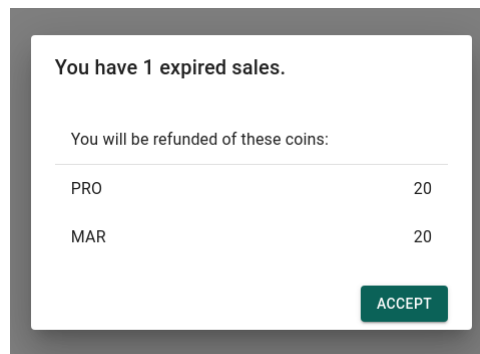 You have 1 expired sales.
You will be refunded of these coins:
PRO 20
MAR 20
ACCEPT